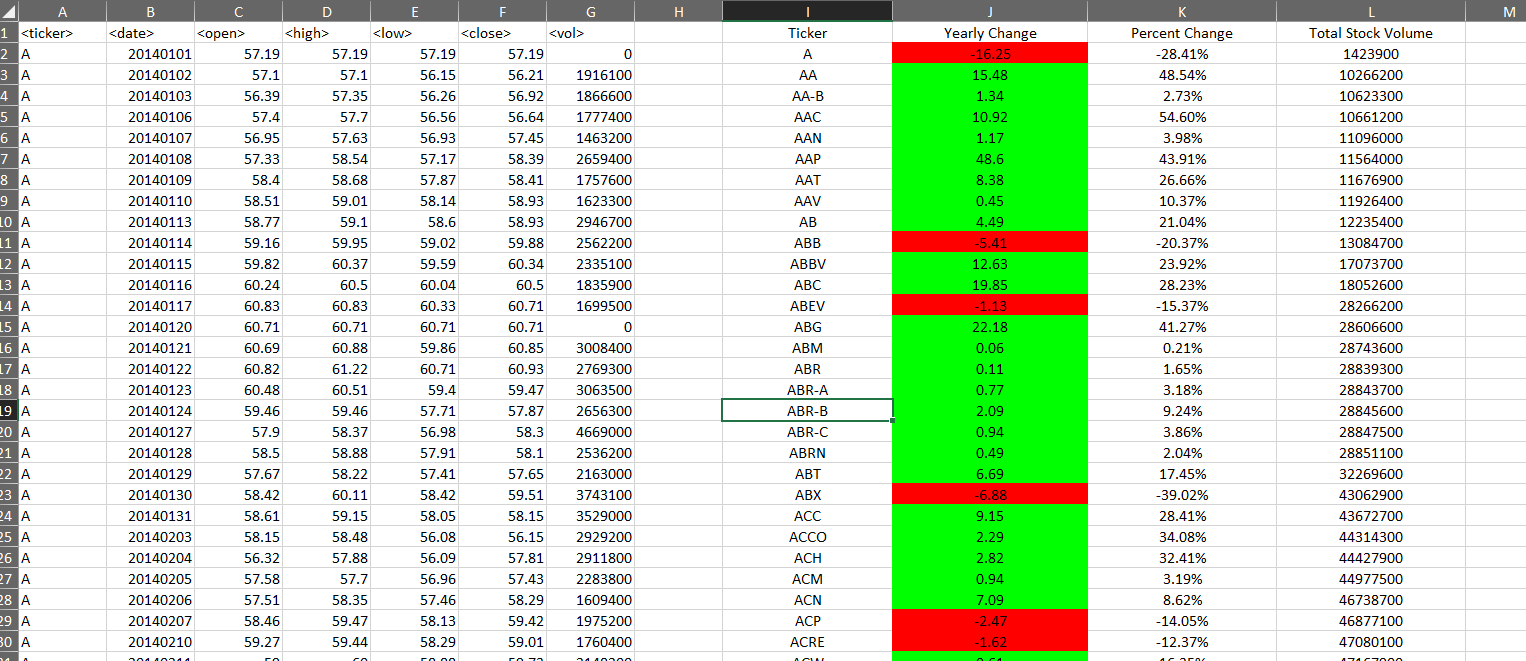 A B C D E F G H I J K L M
1 <ticker> <date> <open> <high> <low> <close> <vol> Ticker Yearly Change Percent Change Total Stock Volume
2 A 20140101 57.19 57.19 57.19 57.19 0 A -16.25 -28.41% 1423900
3 A 20140102 57.1 57.1 56.15 56.21 1916100 AA 15.48 48.54% 10266200
4 A 20140103 56.39 57.35 56.26 56.92 1866600 AA-B 1.34 2.73% 10623300
5 A 20140106 57.4 57.7 56.56 56.64 1777400 AAC 10.92 54.60% 10661200
6 A 20140107 56.95 57.63 56.93 57.45 1463200 AAN 1.17 3.98% 11096000
7 A 20140108 57.33 58.54 57.17 58.39 2659400 AAP 48.6 43.91% 11564000
8 A 20140109 58.4 58.68 57.87 58.41 1757600 AAT 8.38 26.66% 11676900
9 A 20140110 58.51 59.01 58.14 58.93 1623300 AAV 0.45 10.37% 11926400
10 A 20140113 58.77 59.1 58.6 58.93 2946700 AB 4.49 21.04% 12235400
11 A 20140114 59.16 59.95 59.02 59.88 2562200 ABB -5.41 -20.37% 13084700
12 A 20140115 59.82 60.37 59.59 60.34 2335100 ABBV 12.63 23.92% 17073700
13 A 20140116 60.24 60.5 60.04 60.5 1835900 ABC 19.85 28.23% 18052600
14 A 20140117 60.83 60.83 60.33 60.71 1699500 ABEV -1.13 -15.37% 28266200
15 A 20140120 60.71 60.71 60.71 60.71 0 ABG 22.18 41.27% 28606600
16 A 20140121 60.69 60.88 59.86 60.85 3008400 ABM 0.06 0.21% 28743600
17 A 20140122 60.82 61.22 60.71 60.93 2769300 ABR 0.11 1.65% 28839300
18 A 20140123 60.48 60.51 59.4 59.47 3063500 ABR-A 0.77 3.18% 28843700
19 A 20140124 59.46 59.46 57.71 57.87 2656300 ABR-B 2.09 9.24% 28845600
20 A 20140127 57.9 58.37 56.98 58.3 4669000 ABR-C 0.94 3.86% 28847500
21 A 20140128 58.5 58.88 57.91 58.1 2536200 ABRN 0.49 2.04% 28851100
22 A 20140129 57.67 58.22 57.41 57.65 2163000 ABT 6.69 17.45% 32269600
23 A 20140130 58.42 60.11 58.42 59.51 3743100 ABX -6.88 -39.02% 43062900
24 A 20140131 58.61 59.15 58.05 58.15 3529000 ACC 9.15 28.41% 43672700
25 A 20140203 58.15 58.48 56.08 56.15 2929200 ACCO 2.29 34.08% 44314300
26 A 20140204 56.32 57.88 56.09 57.81 2911800 ACH 2.82 32.41% 44427900
27 A 20140205 57.58 57.7 56.96 57.43 2283800 ACM 0.94 3.19% 44977500
28 A 20140206 57.51 58.35 57.46 58.29 1609400 ACN 7.09 8.62% 46738700
29 A 20140207 58.46 59.47 58.13 59.42 1975200 ACP -2.47 -14.05% 46877100
30 A 20140210 59.27 59.44 58.29 59.01 1760400 ACRE -1.62 -12.37% 47080100